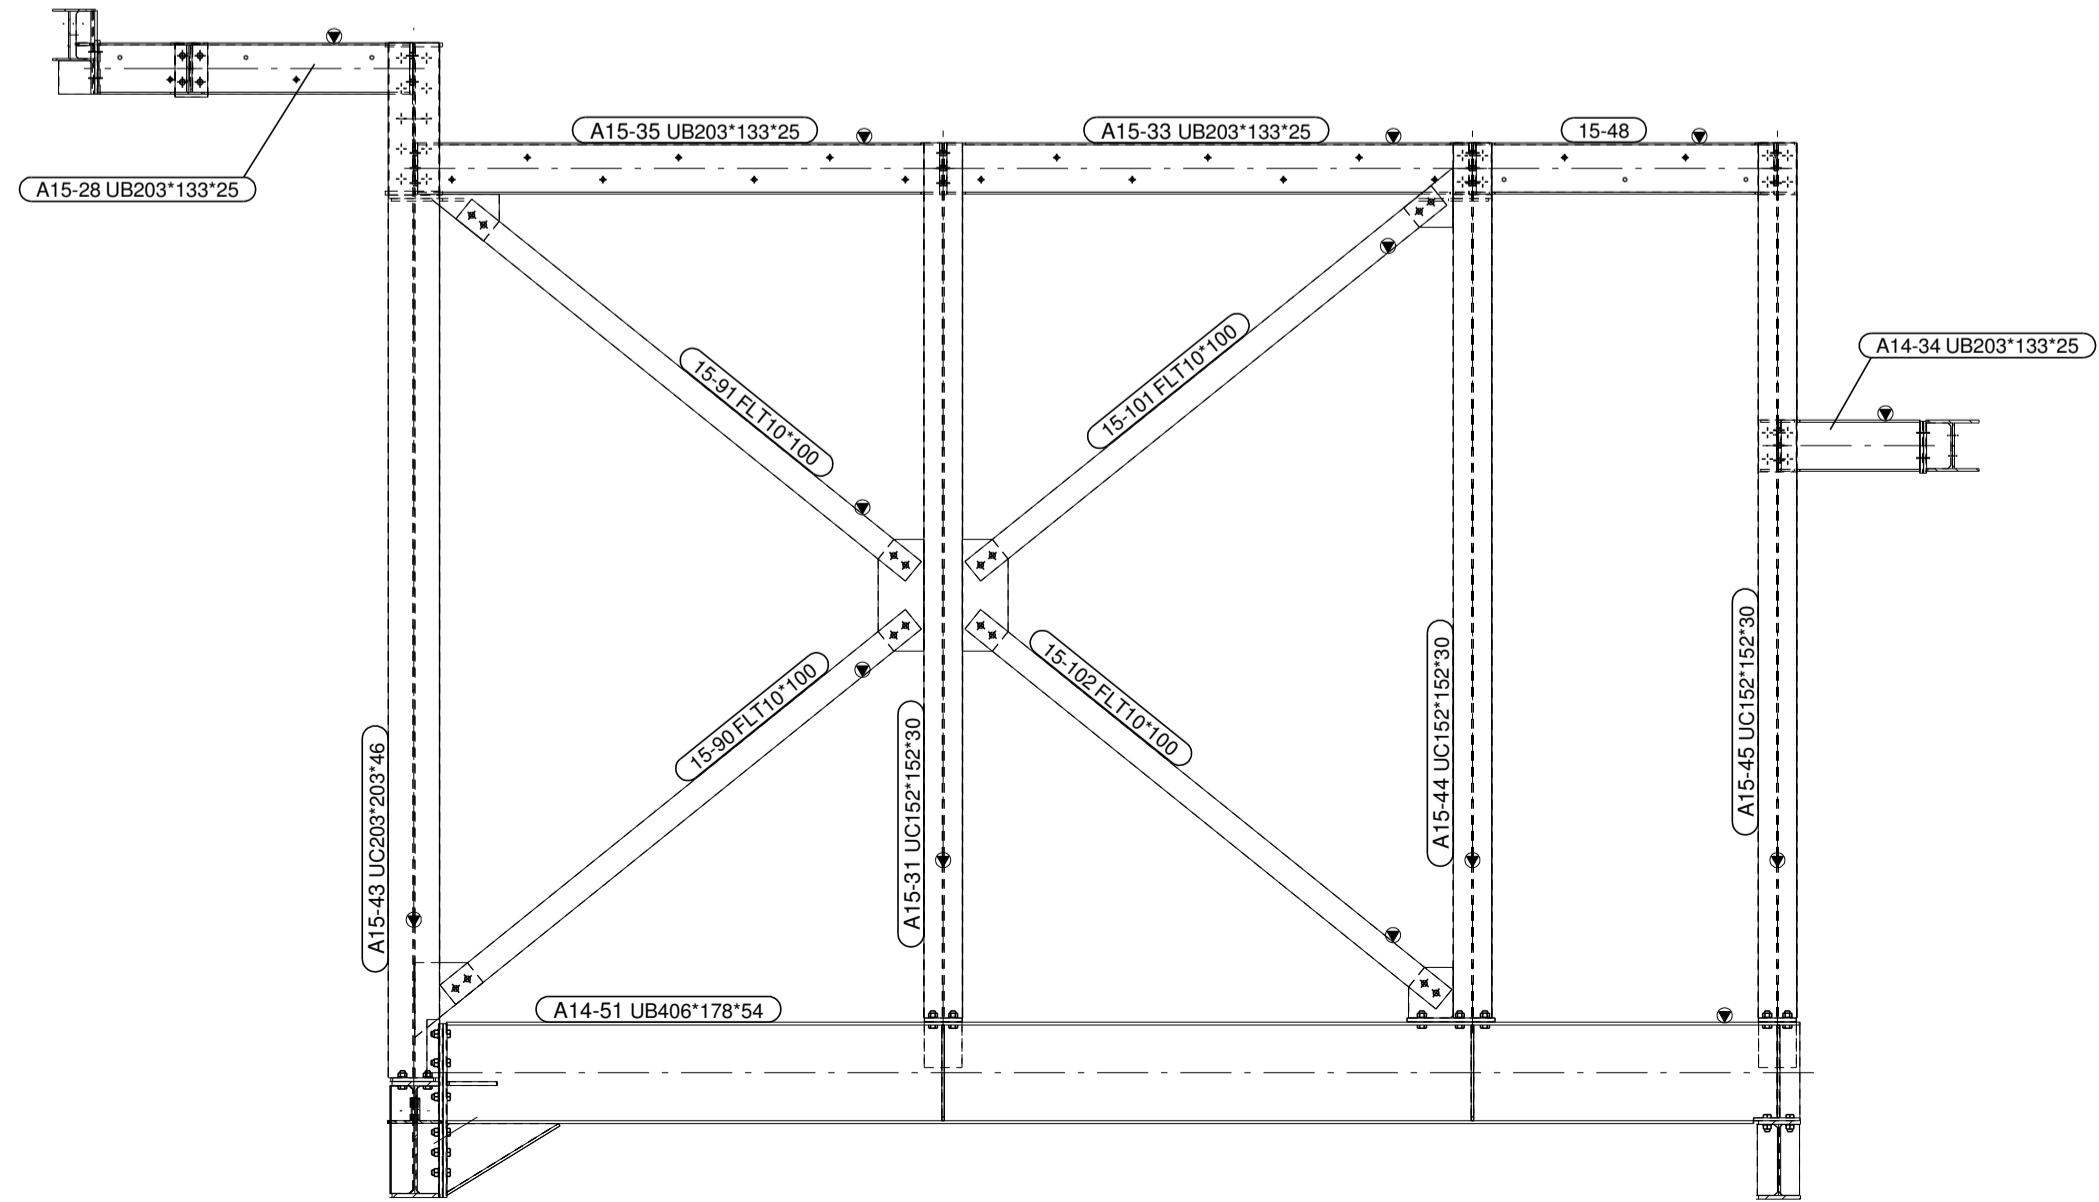 A15-35 UB203*133*25
A15-33 UB203*133*25
15-48
A15-28 UB203*133*25
A14-34 UB203*133*25
15-91 FLT10*100
15-101 FLT10*100
15-90 FLT10*100
15-102 FLT10*100
A15-43 UC203*203*46
A15-31 UC152*152*30
A15-44 UC152*152*30
A15-45 UC152*152*30
A14-51 UB406*178*54